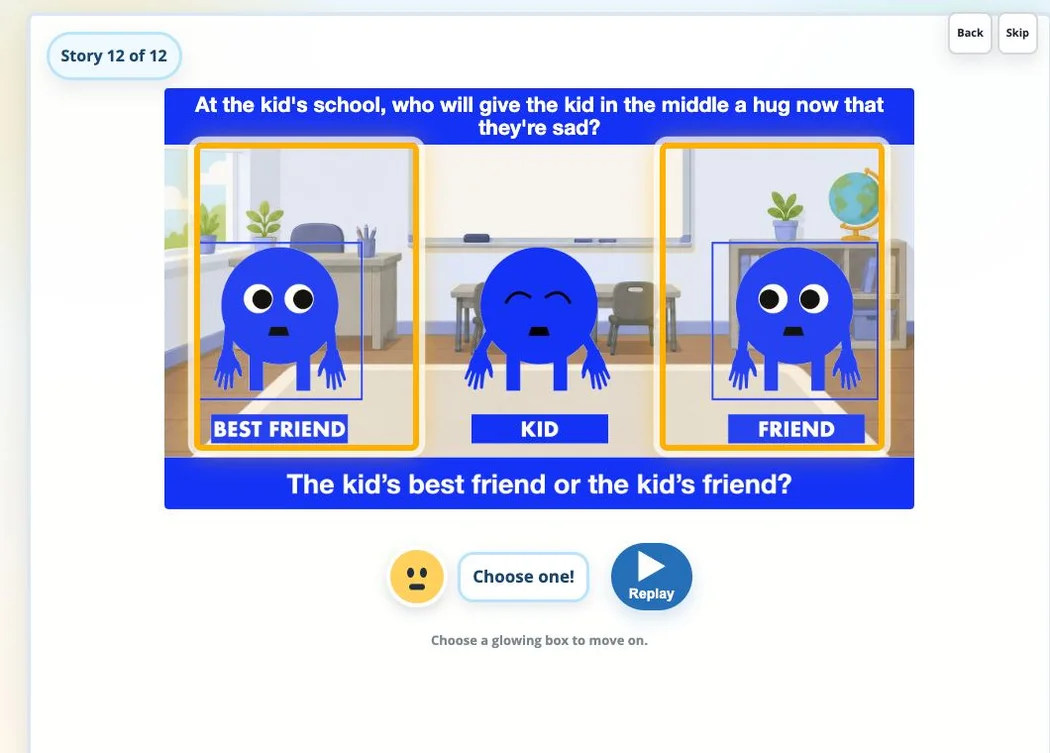 Back
Skip
Story 12 of 12
At the kid's school, who will give the kid in the middle a hug now that
they're sad?
BEST FRIEND
KID
FRIEND
The kid’s best friend or the kid’s friend?
Choose one!
Replay
Choose a glowing box to move on.